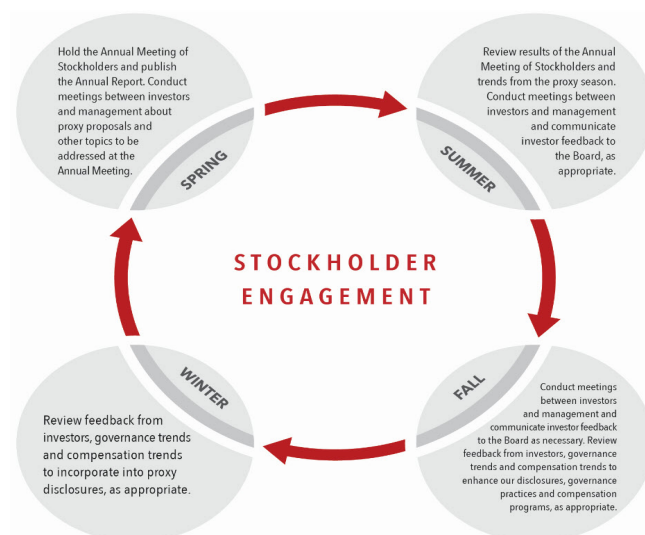 Hold the Annual Meeting of
Stockholders and publish
the Annual Report. Conduct
meetings between investors
and management about
proxy proposals and
other topics to be
addressed at the
Annual Meeting.
SPRING
Review results of the Annual
Meeting of Stockholders and
trends from the proxy season.
Conduct meetings between
investors and management
and communicate
investor feedback to
the Board, as
appropriate.
SUMMER
STOCKHOLDER
ENGAGEMENT
WINTER
Review feedback from
investors, governance trends
and compensation trends
to incorporate into proxy
disclosures, as appropriate.
FALL
Conduct meetings
between investors
and management and
communicate investor feedback
to the Board as necessary. Review
feedback from investors, governance
trends and compensation trends to
enhance our disclosures, governance
practices and compensation
programs, as appropriate.